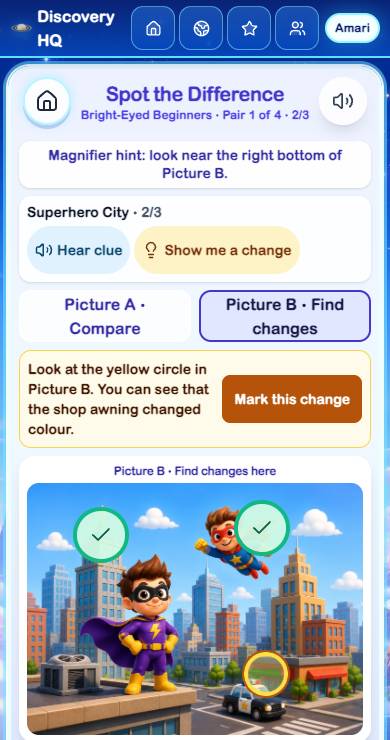 Discovery
HQ
Amari
Spot the Difference
Bright-Eyed Beginners · Pair 1 of 4 · 2/3
Magnifier hint: look near the right bottom of
Picture B.
Superhero City · 2/3
Hear clue
Show me a change
Picture A ·
Compare
Picture B · Find
changes
Look at the yellow circle in
Picture B. You can see that
the shop awning changed
colour.
Mark this change
Picture B · Find changes here